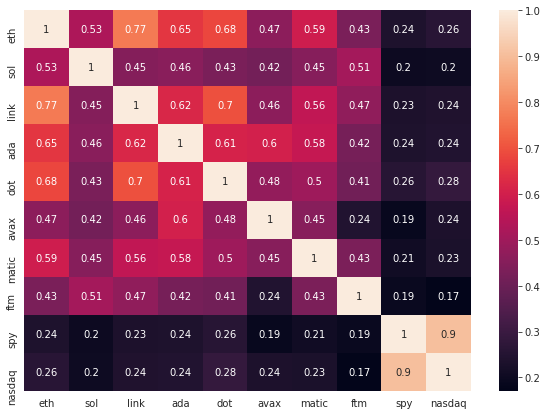 eth 1 0.53 0.77 0.65 0.68 0.47 0.59 0.43 0.24 0.26
sol 0.53 1 0.45 0.46 0.43 0.42 0.45 0.51 0.2 0.2
link 0.77 0.45 1 0.62 0.7 0.46 0.56 0.47 0.23 0.24
ada 0.65 0.46 0.62 1 0.61 0.6 0.58 0.42 0.24 0.24
dot 0.68 0.43 0.7 0.61 1 0.48 0.5 0.41 0.26 0.28
avax 0.47 0.42 0.46 0.6 0.48 1 0.45 0.24 0.19 0.24
matic 0.59 0.45 0.56 0.58 0.5 0.45 1 0.43 0.21 0.23
ftm 0.43 0.51 0.47 0.42 0.41 0.24 0.43 1 0.19 0.17
spy 0.24 0.2 0.23 0.24 0.26 0.19 0.21 0.19 1 0.9
nasdaq 0.26 0.2 0.24 0.24 0.28 0.24 0.23 0.17 0.9 1
eth sol link ada dot avax matic ftm spy nasdaq
1.0
0.9
0.8
0.7
0.6
0.5
0.4
0.3
0.2